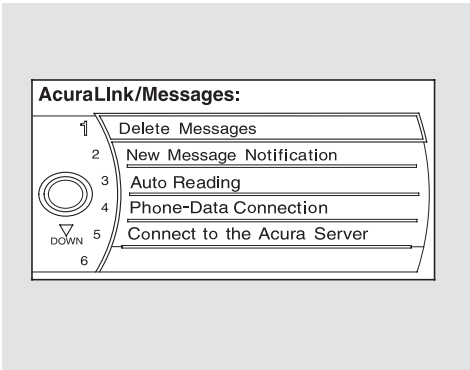 AcuraLInk/Messages:
1 Delete Messages
2 New Message Notification
3 Auto Reading
4 Phone-Data Connection
DOWN 5 Connect to the Acura Server
6